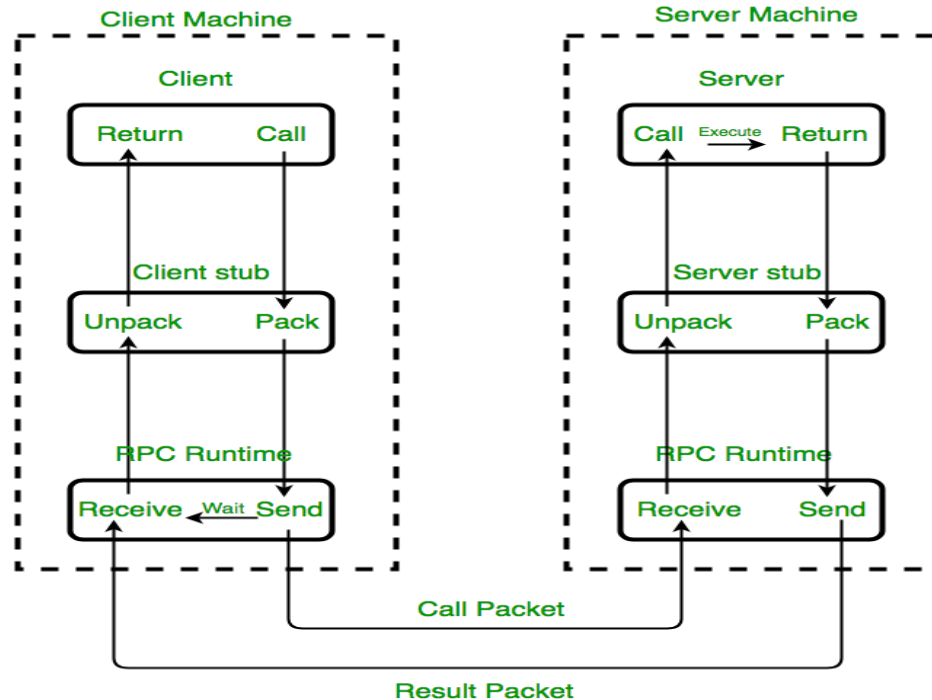 Client Machine
Server Machine
Client
Server
Return Call
Call Execute Return
Client stub
Server stub
Unpack Pack
Unpack Pack
RPC Runtime
RPC Runtime
Receive Wait Send
Receive Send
Call Packet
Result Packet